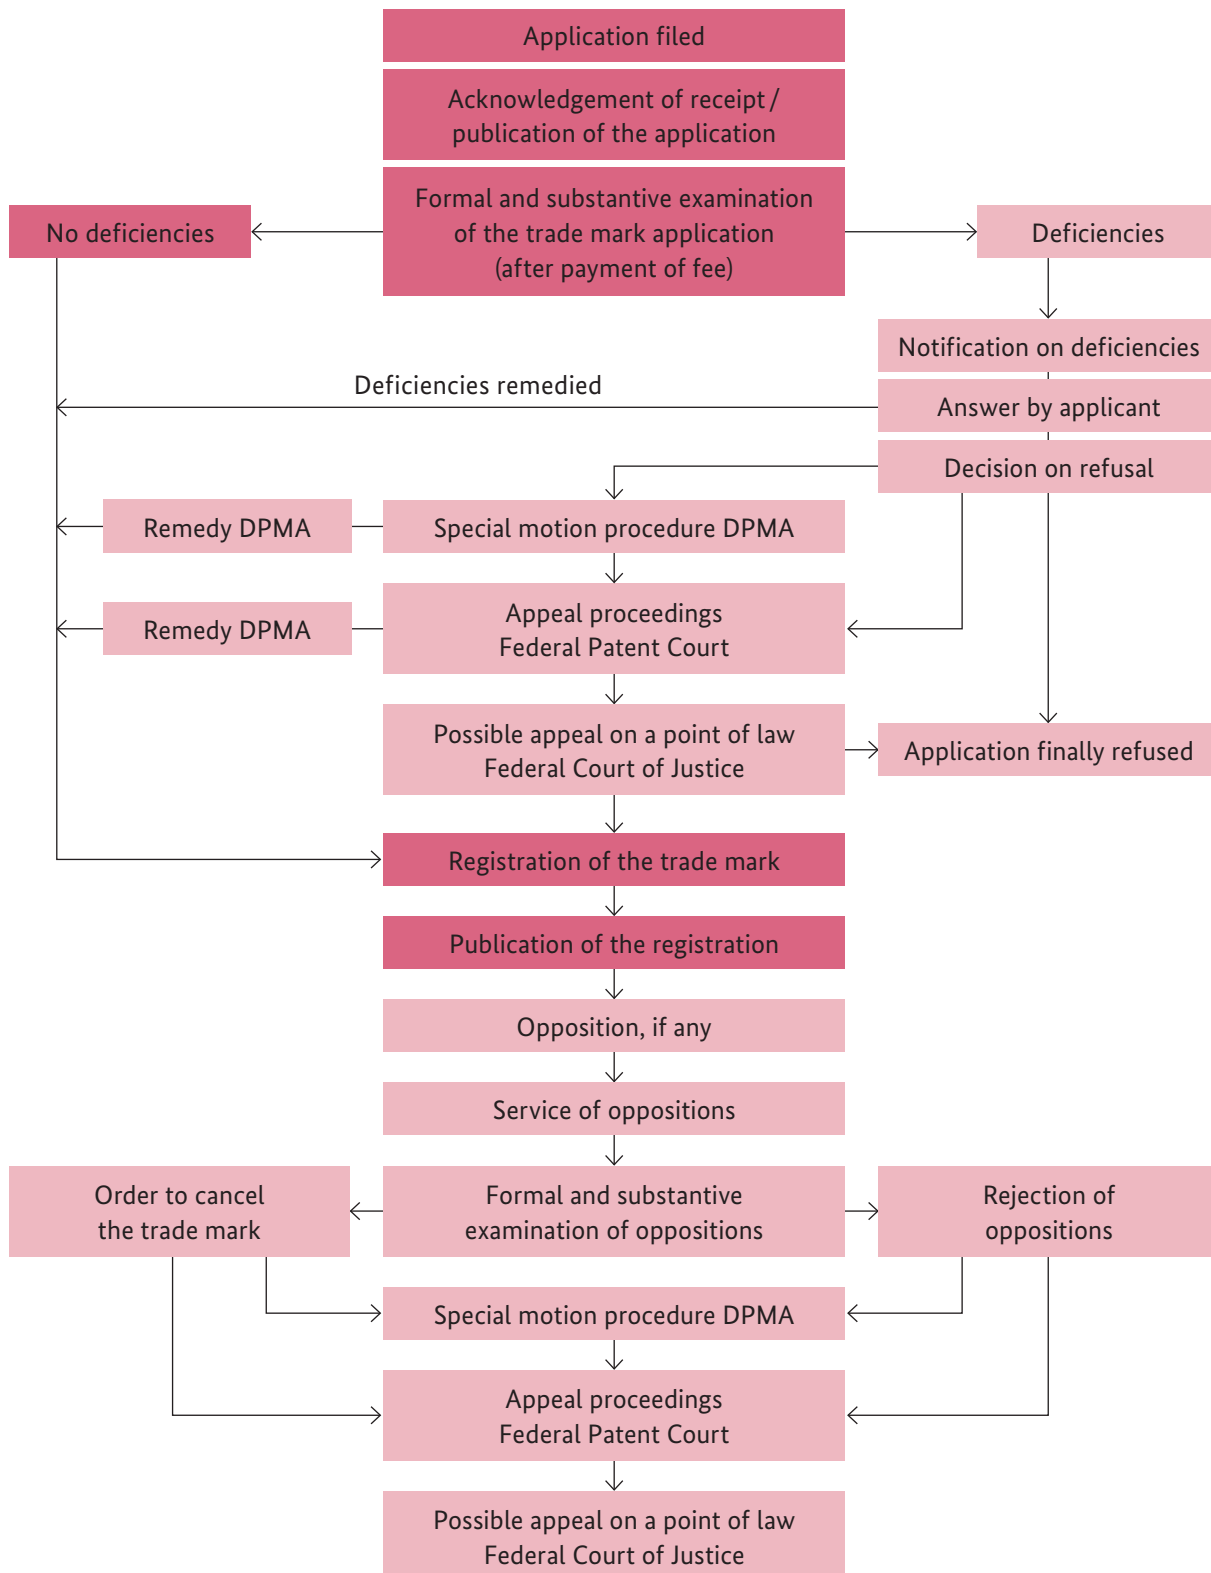 Application filed
Acknowledgement of receipt /
publication of the application
Formal and substantive examination
of the trade mark application
(after payment of fee)
No deficiencies
Deficiencies
Notification on deficiencies
Deficiencies remedied
Answer by applicant
Decision on refusal
Remedy DPMA
Special motion procedure DPMA
Remedy DPMA
Appeal proceedings
Federal Patent Court
Possible appeal on a point of law
Federal Court of Justice
Application finally refused
Registration of the trade mark
Publication of the registration
Opposition, if any
Service of oppositions
Order to cancel
the trade mark
Formal and substantive
examination of oppositions
Rejection of
oppositions
Special motion procedure DPMA
Appeal proceedings
Federal Patent Court
Possible appeal on a point of law
Federal Court of Justice